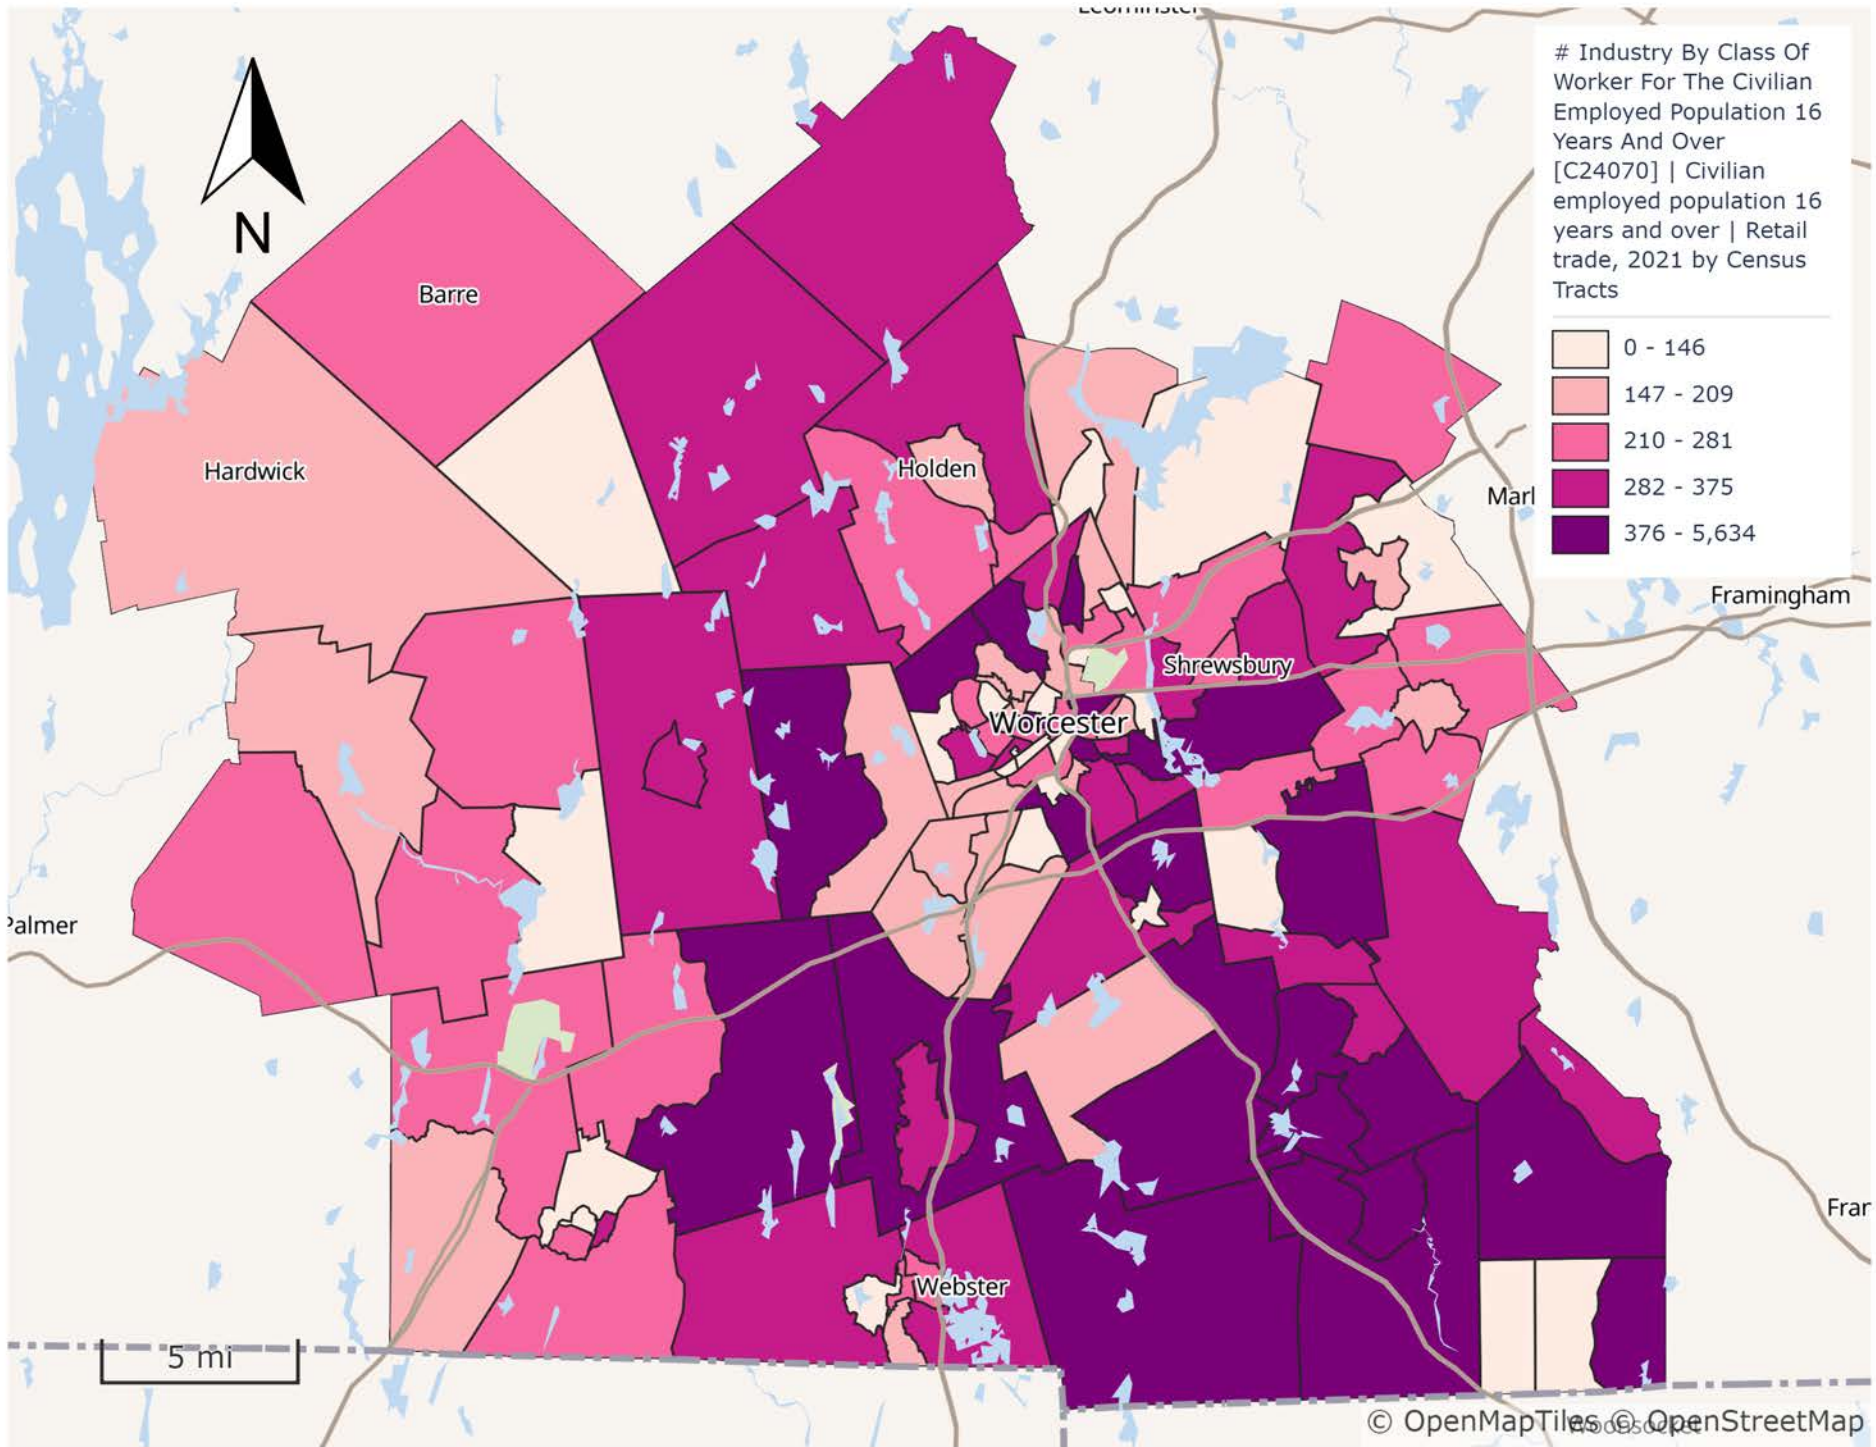 Leominster
# Industry By Class Of
Worker For The Civilian
Employed Population 16
Years And Over
[C24070] | Civilian
employed population 16
years and over | Retail
trade, 2021 by Census
Tracts
0 - 146
147 - 209
210 - 281
282 - 375
376 - 5,634
N
Barre
Hardwick
Holden
Marl
Framingham
Shrewsbury
Worcester
Palmer
Fran
Webster
5 mi
© OpenMapTiles © OpenStreetMap
Woonsocket